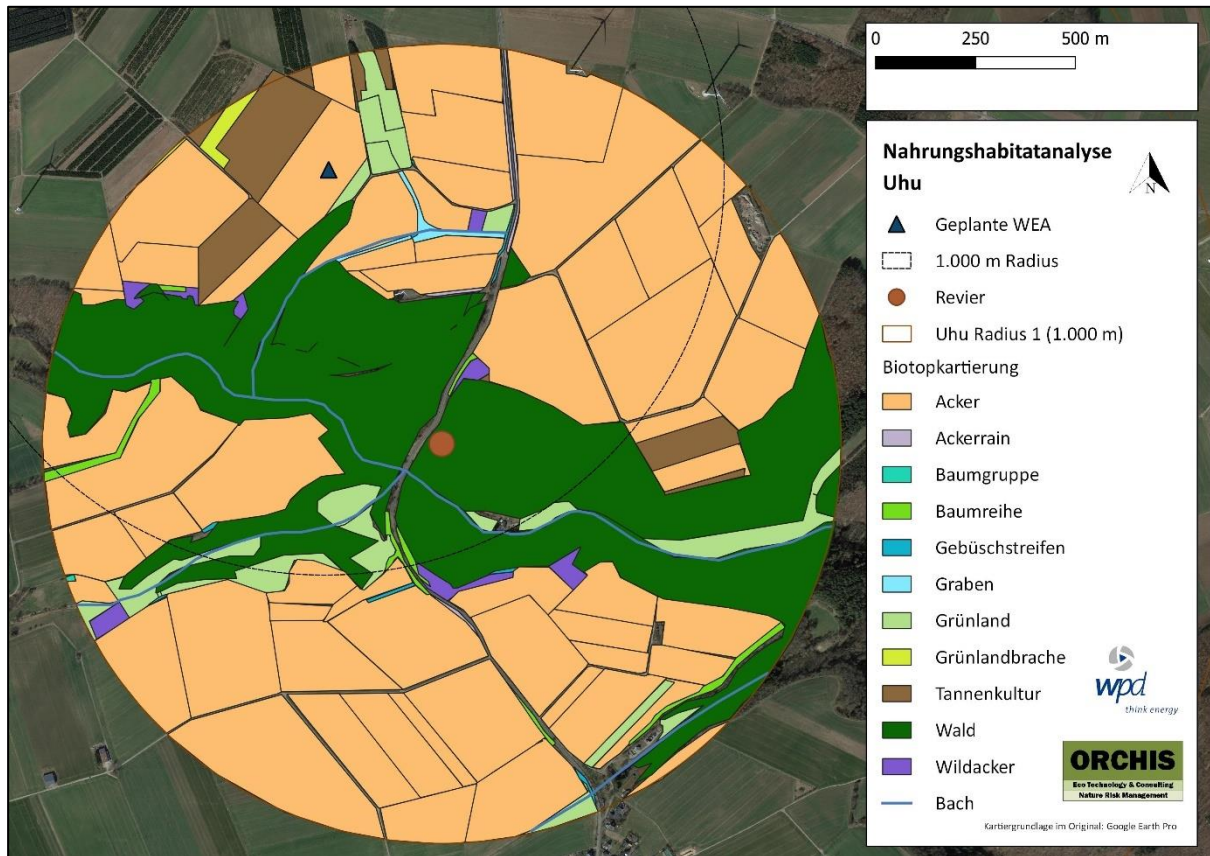 0 250 500 m
Nahrungshabitatanalyse
Uhu
N
Geplante WEA
1.000 m Radius
Revier
Uhu Radius 1 (1.000 m)
Biotopkartierung
Acker
Ackerrain
Baumgruppe
Baumreihe
Gebüschstreifen
Graben
Grünland
Grünlandbrache
Tannenkultur
Wald
Wildacker
Bach
wpd
think energy
ORCHIS
Eco Technology & Consulting
Nature Risk Management
Kartiergrundlage im Original: Google Earth Pro